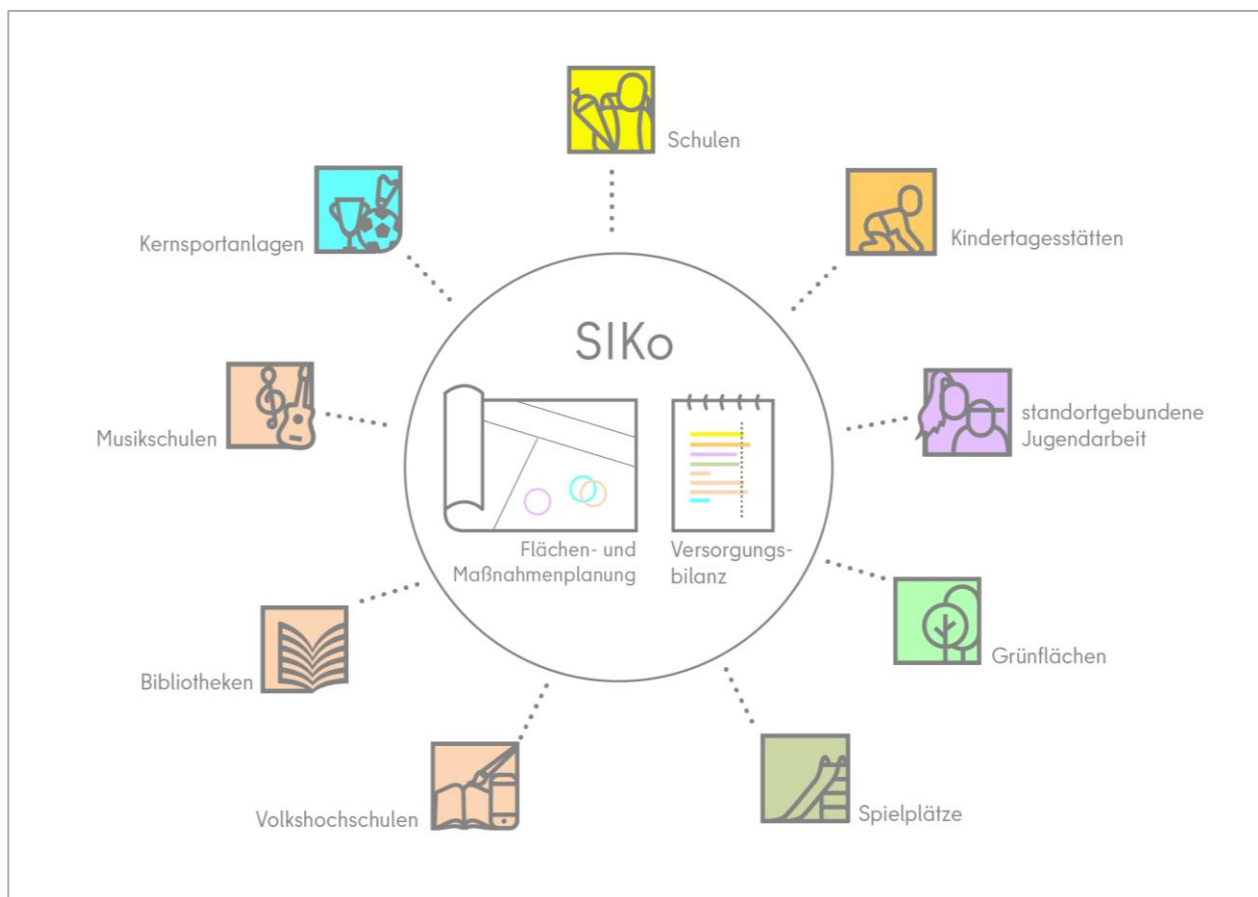 Schulen
Kernsportanlagen
Kindertagesstätten
SIKo
Musikschulen
standortgebundene
Jugendarbeit
Flächen- und
Maßnahmenplanung
Versorgungs-
bilanz
Grünflächen
Bibliotheken
Volkshochschulen
Spielplätze